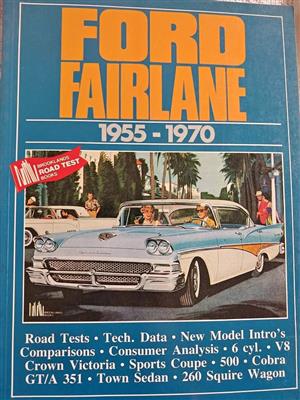 FORD
FAIRLANE
1955-1970
BROOKLANDS
ROAD TEST
BOOKS
Road Tests • Tech. Data • New Model Intro's
Comparisons • Consumer Analysis • 6 cyl. • V8
Crown Victoria • Sports Coupe • 500 • Cobra
GT/A 351 • Town Sedan • 260 Squire Wagon